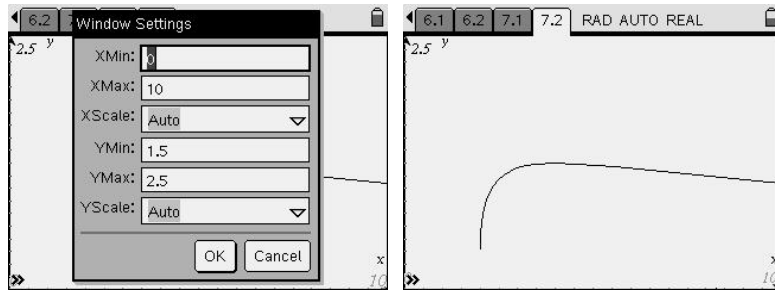 6.2
Window Settings
2.5 y
XMin: 0
XMax: 10
XScale: Auto
YMin: 1.5
YMax: 2.5
YScale: Auto
OK Cancel
x
10
6.1 6.2 7.1 7.2 RAD AUTO REAL
2.5 y
x